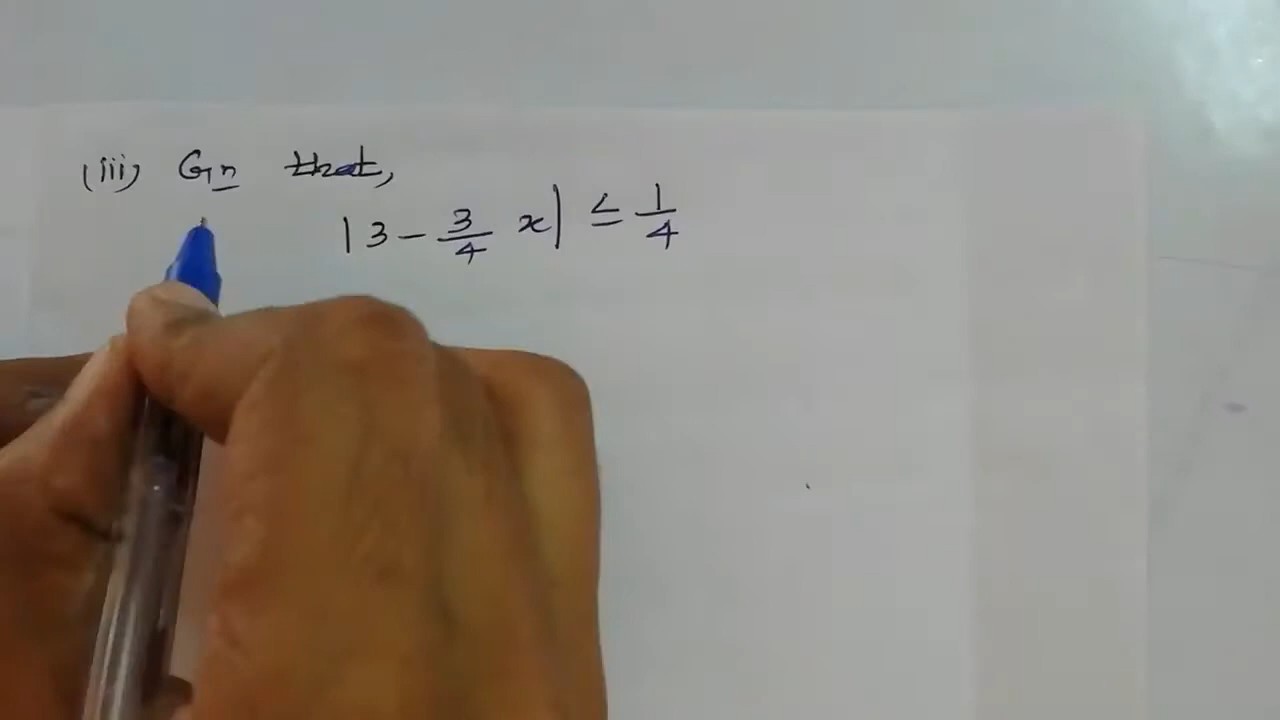 (iii) Gn that,
|3 - 3/4 x| ≤ 1/4